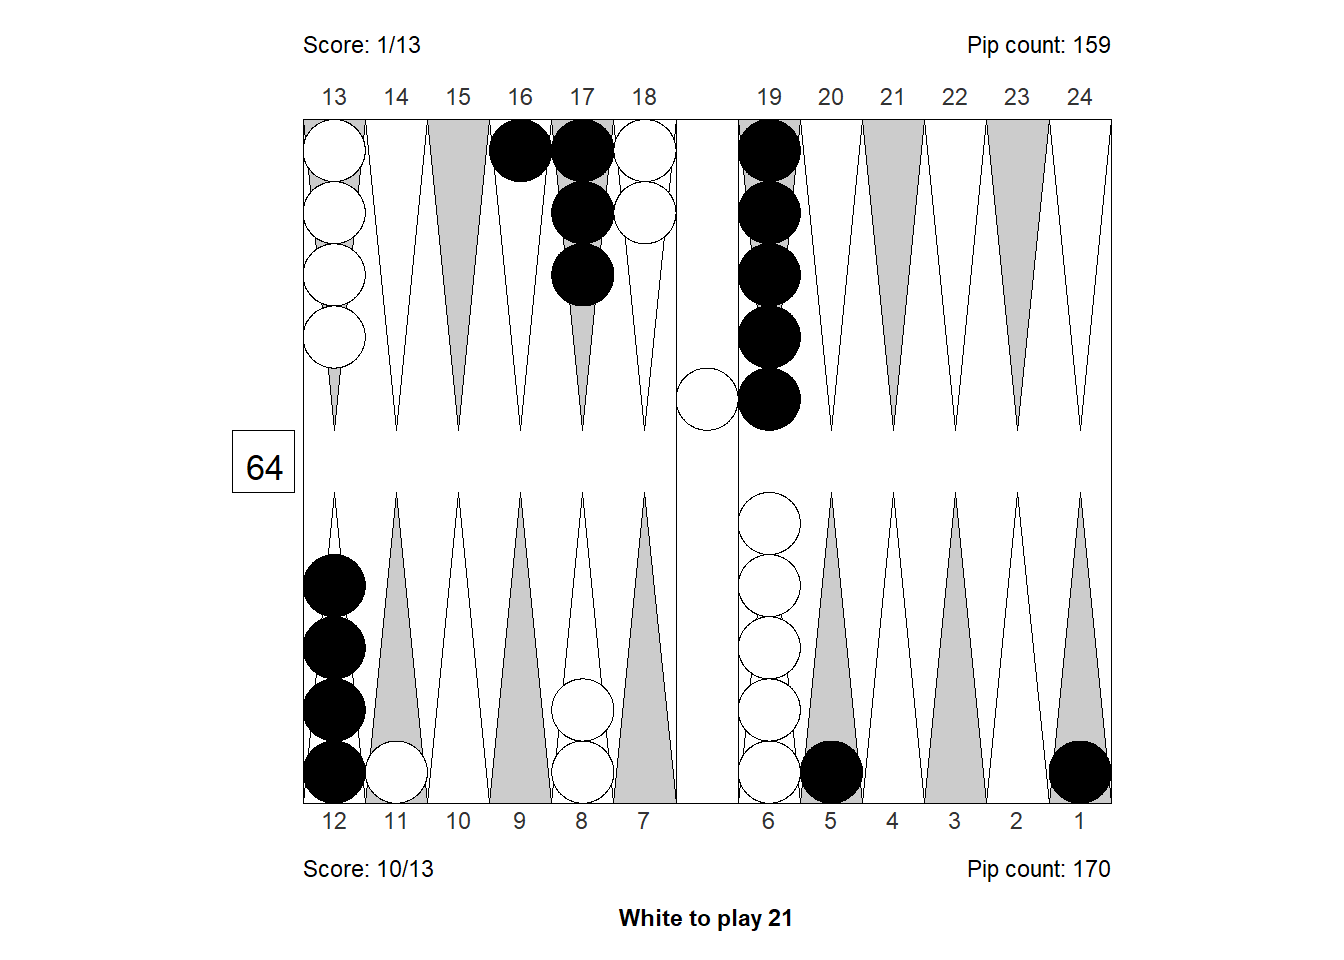 Score: 1/13 Pip count: 159
13 14 15 16 17 18 19 20 21 22 23 24
64
12 11 10 9 8 7 6 5 4 3 2 1
Score: 10/13 Pip count: 170
White to play 21